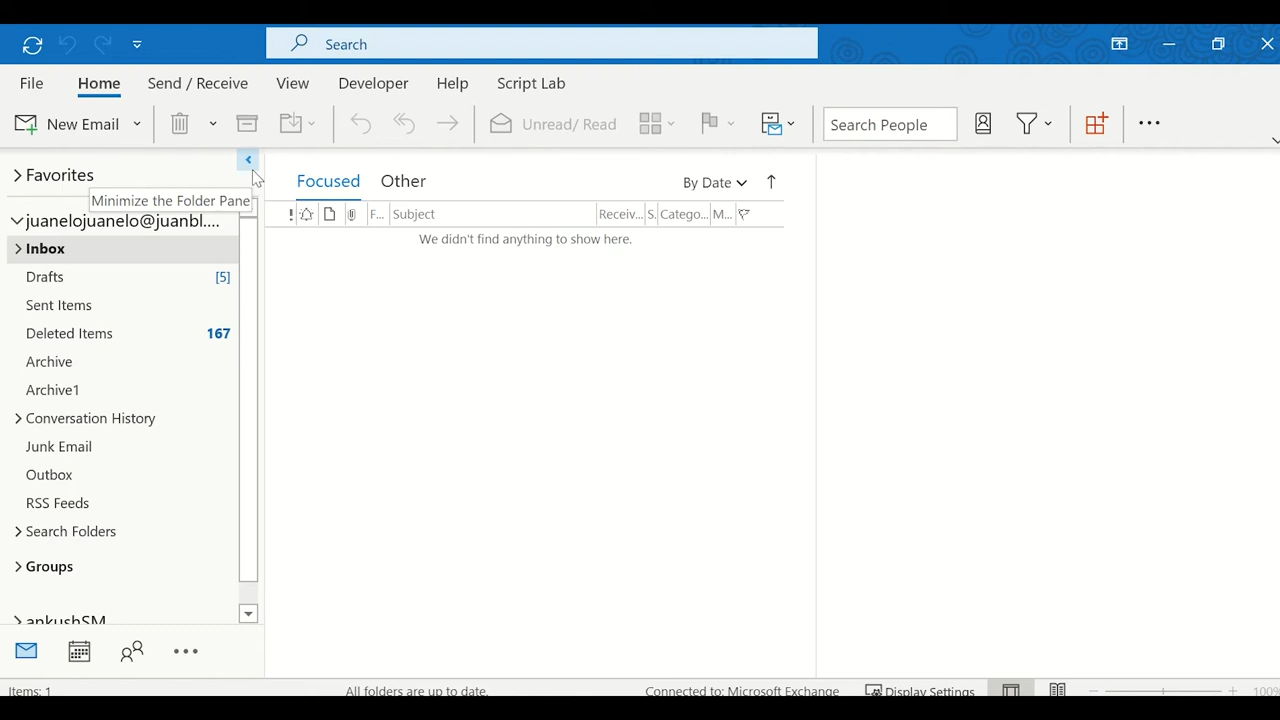 Search
File Home Send / Receive View Developer Help Script Lab
New Email Unread/ Read Search People
Favorites
Minimize the Folder Pane
juanelojuanelo@juanbl....
Inbox
Drafts [5]
Sent Items
Deleted Items 167
Archive
Archive1
Conversation History
Junk Email
Outbox
RSS Feeds
Search Folders
Groups
ankushSM
Focused Other By Date
! F... Subject Receiv... S. Catego... M...
We didn't find anything to show here.
Items: 1 All folders are up to date. Connected to: Microsoft Exchange Display Settings 100%